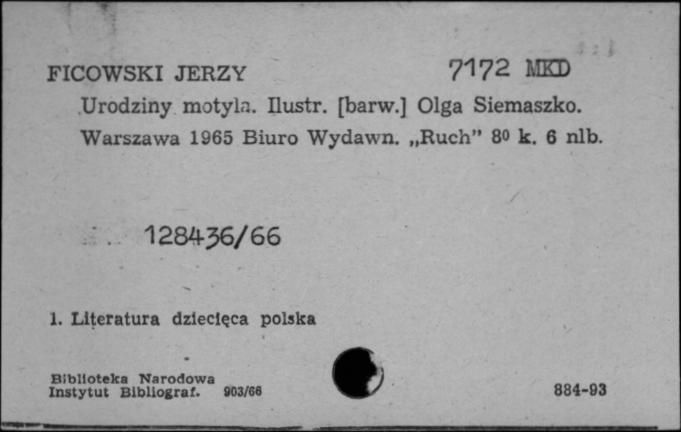 FICOWSKI JERZY 7172 MKD
Urodziny motyla. Ilustr. [barw.] Olga Siemaszko.
Warszawa 1965 Biuro Wydawn. „Ruch” 8⁰ k. 6 nlb.
128436/66
1. Literatura dziecięca polska
Biblioteka Narodowa
Instytut Bibliograf. 903/66 884-93